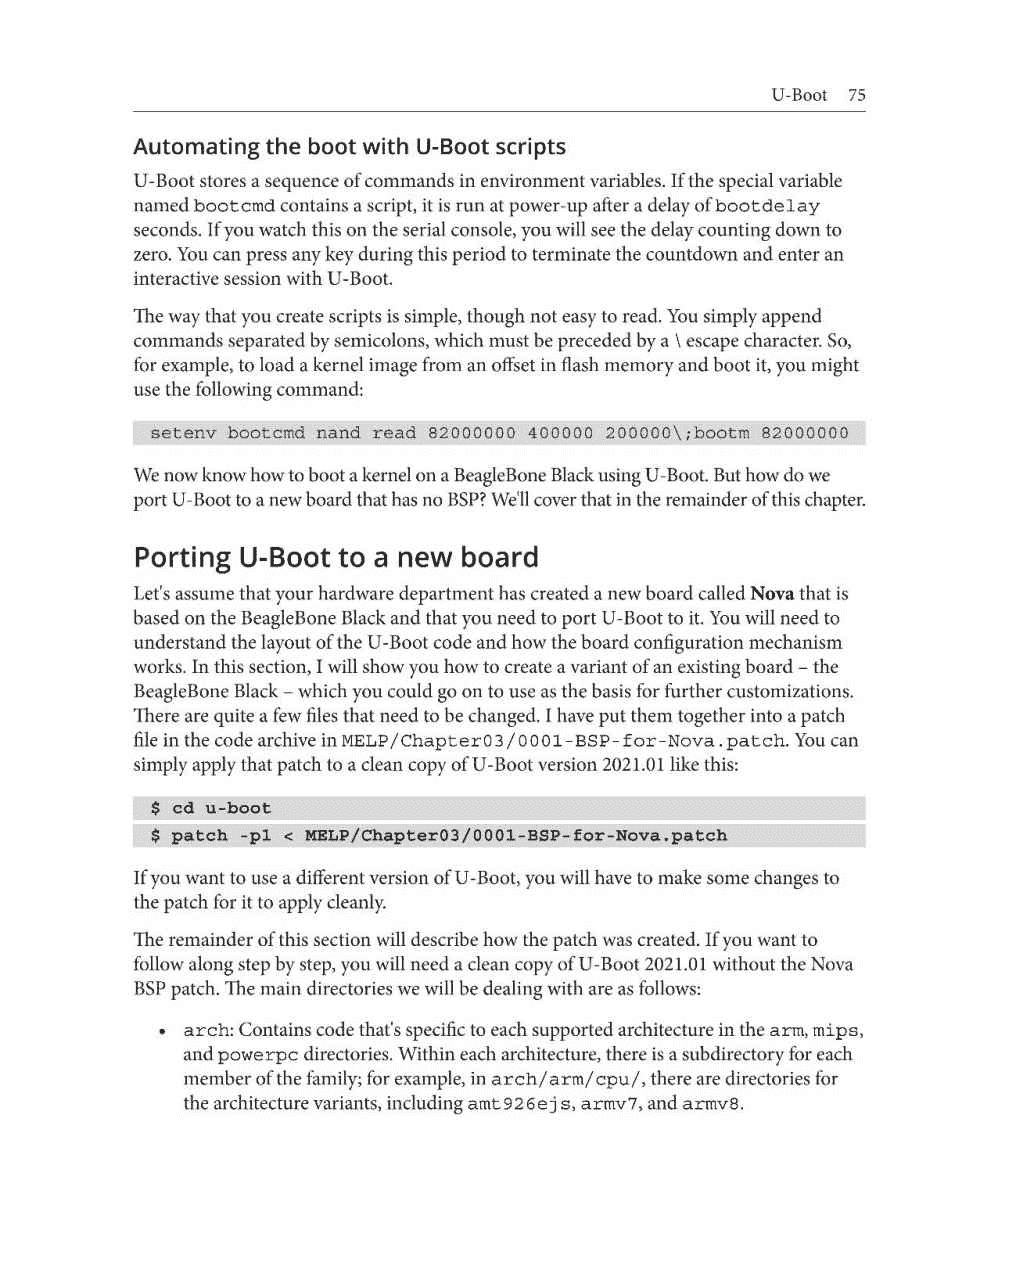 U-Boot 75
Automating the boot with U-Boot scripts
U-Boot stores a sequence of commands in environment variables. If the special variable
named bootcmd contains a script, it is run at power-up after a delay of bootdelay
seconds. If you watch this on the serial console, you will see the delay counting down to
zero. You can press any key during this period to terminate the countdown and enter an
interactive session with U-Boot.
The way that you create scripts is simple, though not easy to read. You simply append
commands separated by semicolons, which must be preceded by a \ escape character. So,
for example, to load a kernel image from an offset in flash memory and boot it, you might
use the following command:
setenv bootcmd nand read 82000000 400000 200000\;bootm 82000000
We now know how to boot a kernel on a BeagleBone Black using U-Boot. But how do we
port U-Boot to a new board that has no BSP? We'll cover that in the remainder of this chapter.
Porting U-Boot to a new board
Let's assume that your hardware department has created a new board called Nova that is
based on the BeagleBone Black and that you need to port U-Boot to it. You will need to
understand the layout of the U-Boot code and how the board configuration mechanism
works. In this section, I will show you how to create a variant of an existing board – the
BeagleBone Black – which you could go on to use as the basis for further customizations.
There are quite a few files that need to be changed. I have put them together into a patch
file in the code archive in MELP/Chapter03/0001-BSP-for-Nova.patch. You can
simply apply that patch to a clean copy of U-Boot version 2021.01 like this:
$ cd u-boot
$ patch -p1 < MELP/Chapter03/0001-BSP-for-Nova.patch
If you want to use a different version of U-Boot, you will have to make some changes to
the patch for it to apply cleanly.
The remainder of this section will describe how the patch was created. If you want to
follow along step by step, you will need a clean copy of U-Boot 2021.01 without the Nova
BSP patch. The main directories we will be dealing with are as follows:
• arch: Contains code that's specific to each supported architecture in the arm, mips,
and powerpc directories. Within each architecture, there is a subdirectory for each
member of the family; for example, in arch/arm/cpu/, there are directories for
the architecture variants, including amt926ejs, armv7, and armv8.